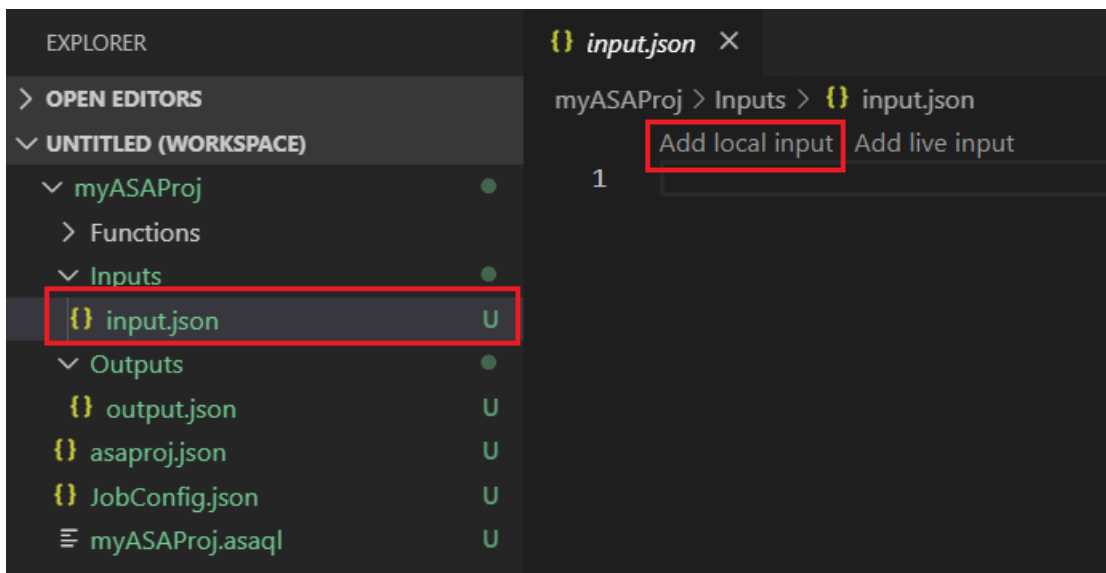 EXPLORER
OPEN EDITORS
UNTITLED (WORKSPACE)
myASAProj
Functions
Inputs
{} input.json U
Outputs
{} output.json U
{} asaproj.json U
{} JobConfig.json U
myASAProj.asaql U
{} input.json ×
myASAProj > Inputs > {} input.json
Add local input Add live input
1